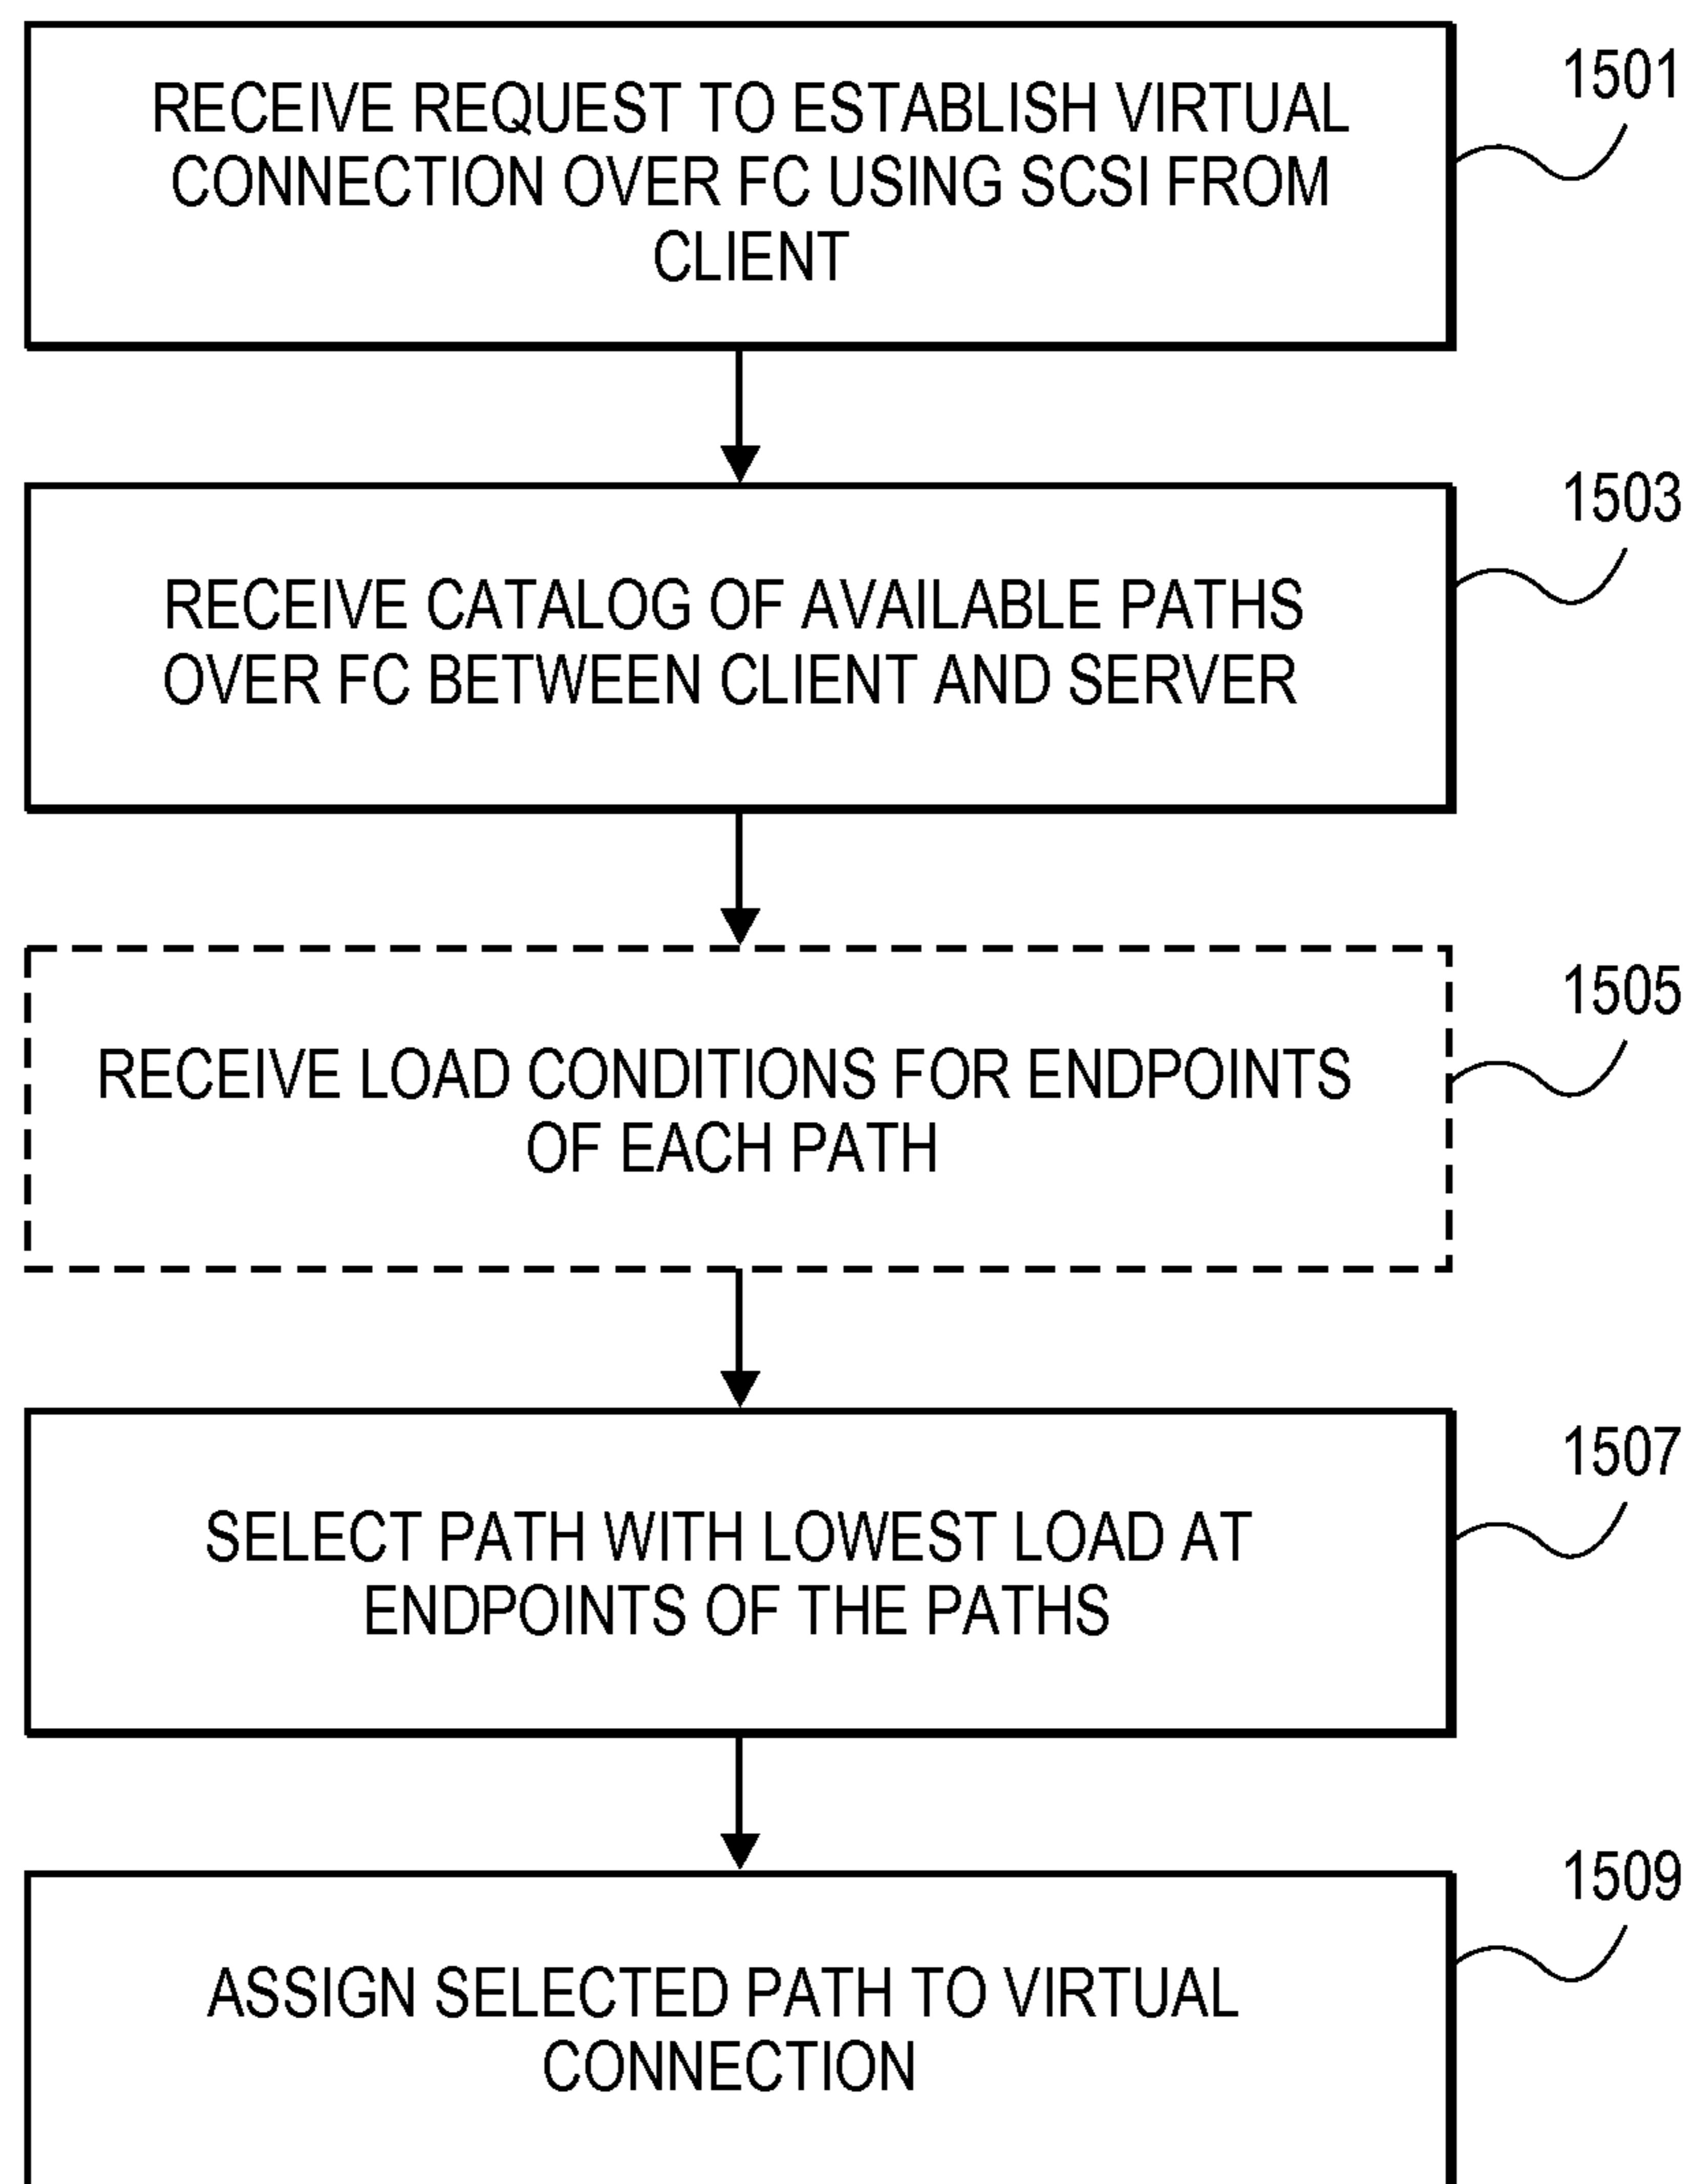 RECEIVE REQUEST TO ESTABLISH VIRTUAL
CONNECTION OVER FC USING SCSI FROM
CLIENT
1501
RECEIVE CATALOG OF AVAILABLE PATHS
OVER FC BETWEEN CLIENT AND SERVER
1503
RECEIVE LOAD CONDITIONS FOR ENDPOINTS
OF EACH PATH
1505
SELECT PATH WITH LOWEST LOAD AT
ENDPOINTS OF THE PATHS
1507
ASSIGN SELECTED PATH TO VIRTUAL
CONNECTION
1509